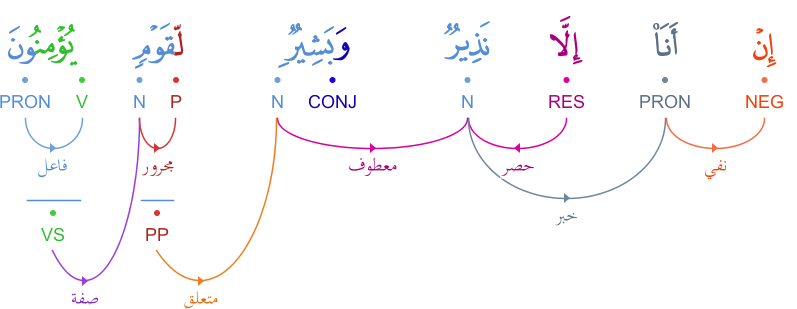 إِنْ أَنَا۠ إِلَّا نَذِيرٌ وَبَشِيرٌ لِّقَوْمٍ يُؤْمِنُونَ
NEG PRON RES N CONJ N P N V PRON
نفي حصر معطوف مجرور فاعل
خبر
PP VS
متعلق صفة